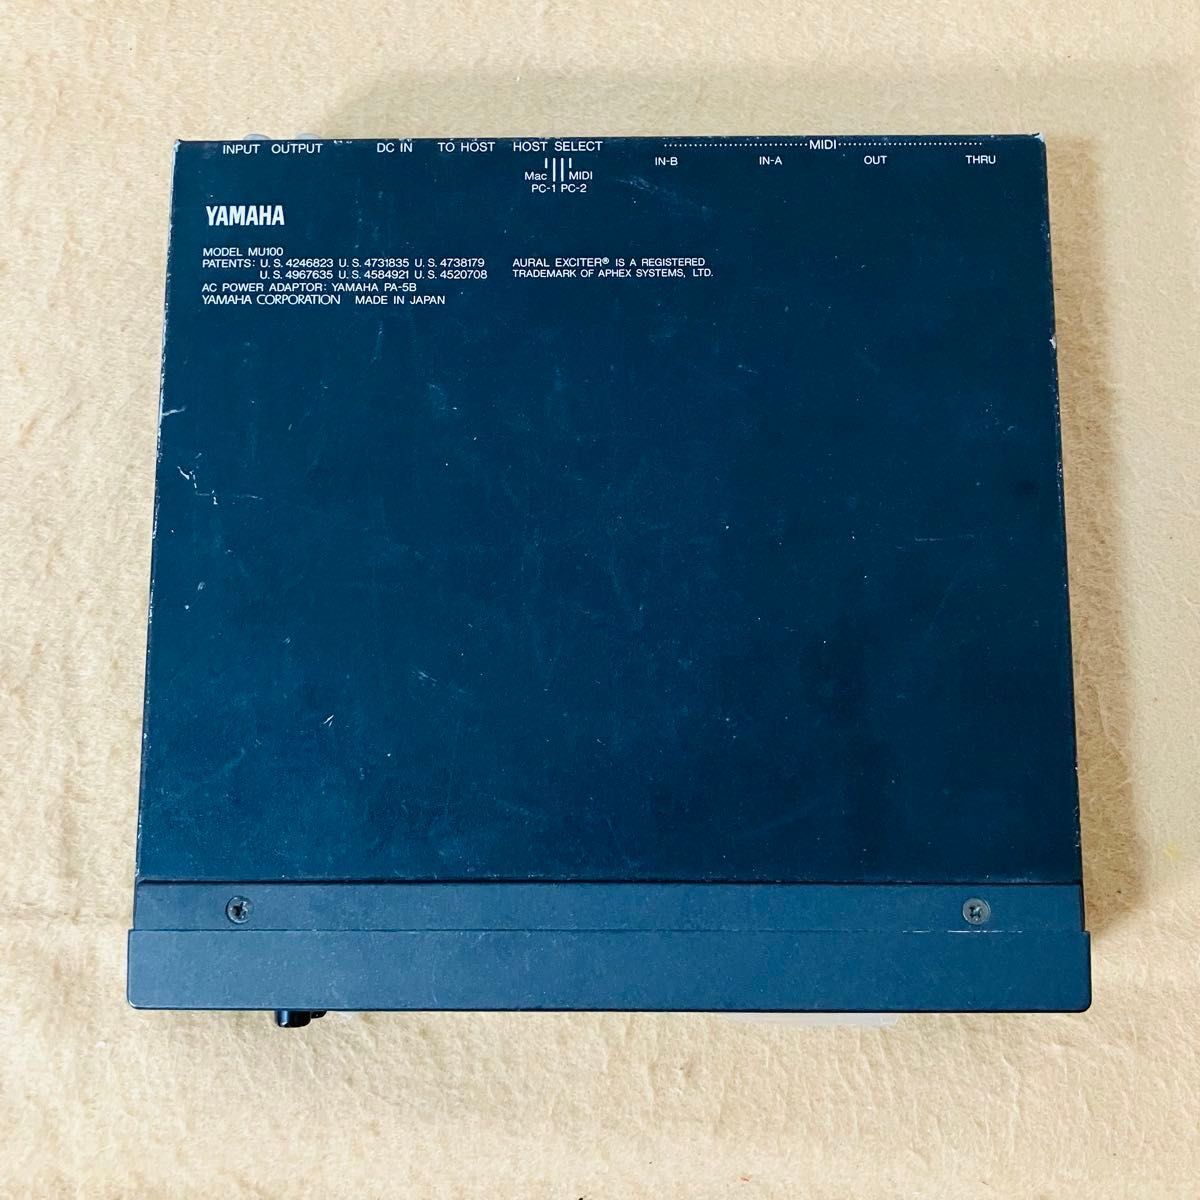 INPUT OUTPUT DC IN TO HOST HOST SELECT MIDI
IN-B IN-A OUT THRU
Mac MIDI
PC-1 PC-2
YAMAHA
MODEL MU100
PATENTS: U. S. 4246823 U. S. 4731835 U. S. 4738179
U. S. 4967635 U. S. 4584921 U. S. 4520708
AC POWER ADAPTOR: YAMAHA PA-5B
YAMAHA CORPORATION MADE IN JAPAN
AURAL EXCITER® IS A REGISTERED
TRADEMARK OF APHEX SYSTEMS, LTD.